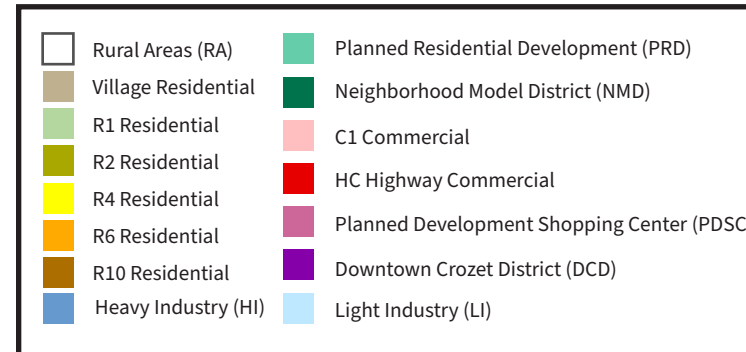 Rural Areas (RA)
Village Residential
R1 Residential
R2 Residential
R4 Residential
R6 Residential
R10 Residential
Heavy Industry (HI)
Planned Residential Development (PRD)
Neighborhood Model District (NMD)
C1 Commercial
HC Highway Commercial
Planned Development Shopping Center (PDSC
Downtown Crozet District (DCD)
Light Industry (LI)